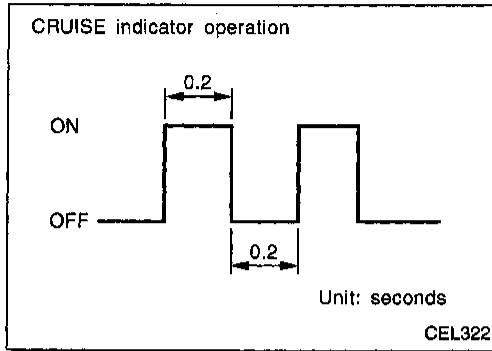 CRUISE indicator operation
0.2
ON
OFF
0.2
Unit: seconds
CEL322